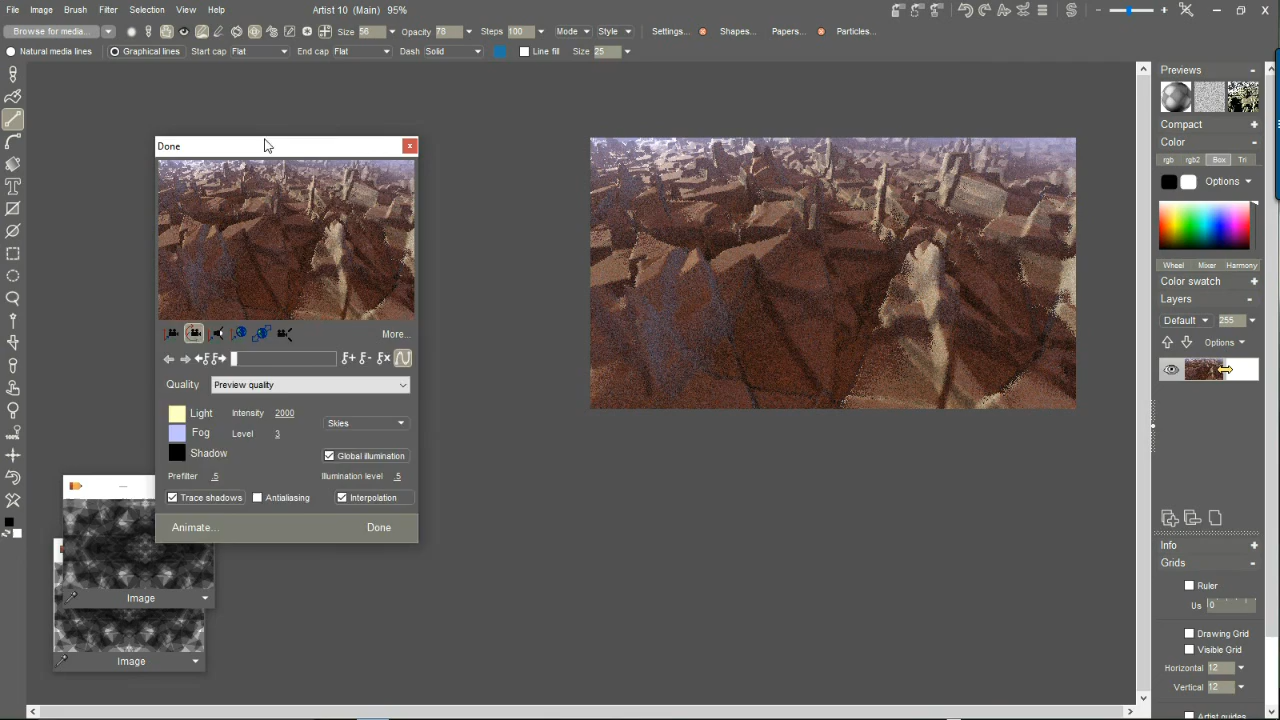 File Image Brush Filter Selection View Help Artist 10 (Main) 95%
Browse for media... Size 56 Opacity 78 Steps 100 Mode Style Settings... Shapes... Papers... Particles...
Natural media lines Graphical lines Start cap Flat End cap Flat Dash Solid Line fill Size 25
Previews
Compact
Color
rgb rgb2 Box Tri
Options
Wheel Mixar Harmony
Color swatch
Layers
Default 255
Options
Info
Grids
Ruler
Us 0
Drawing Grid
Visible Grid
Horizontal 12
Vertical 12
Artist guides
Done
More...
Quality Preview quality
Light Intensity 2000
Skies
Fog Level 3
Shadow Global illumination
Prefilter .5 Illumination level .5
Trace shadows Antialiasing Interpolation
Animate... Done
Image
Image
100%